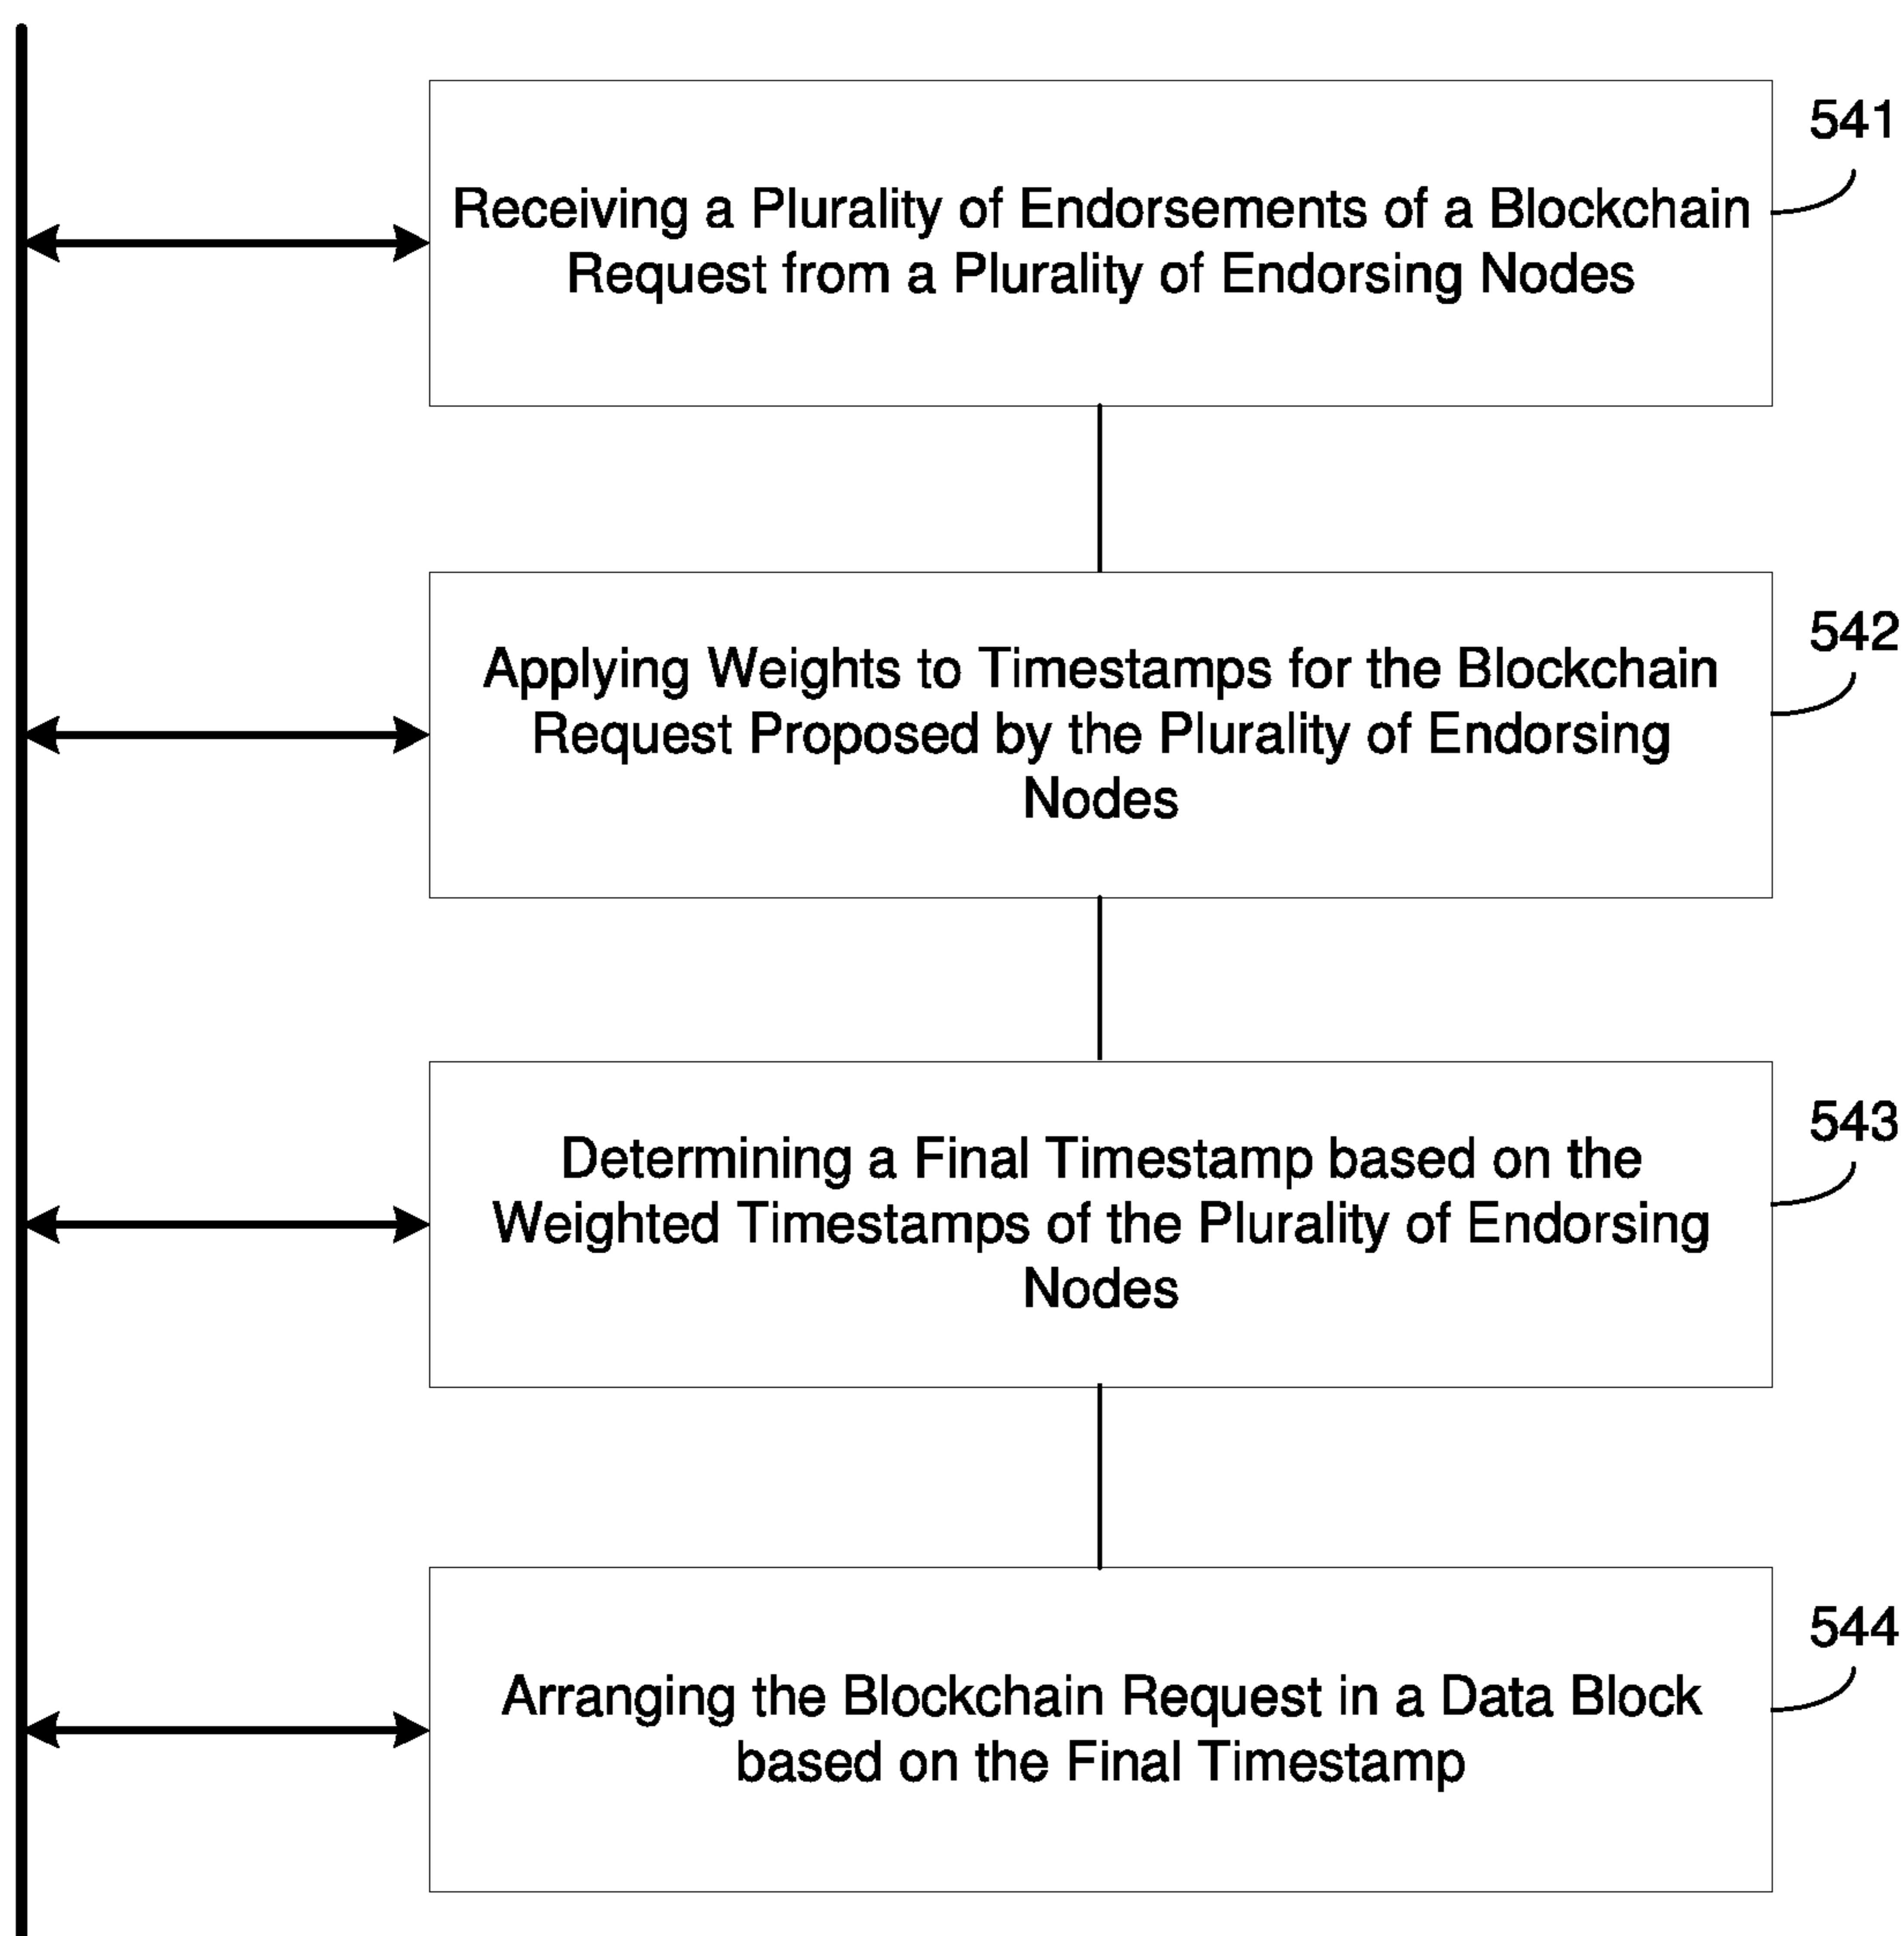 541
Receiving a Plurality of Endorsements of a Blockchain
Request from a Plurality of Endorsing Nodes
542
Applying Weights to Timestamps for the Blockchain
Request Proposed by the Plurality of Endorsing
Nodes
543
Determining a Final Timestamp based on the
Weighted Timestamps of the Plurality of Endorsing
Nodes
544
Arranging the Blockchain Request in a Data Block
based on the Final Timestamp